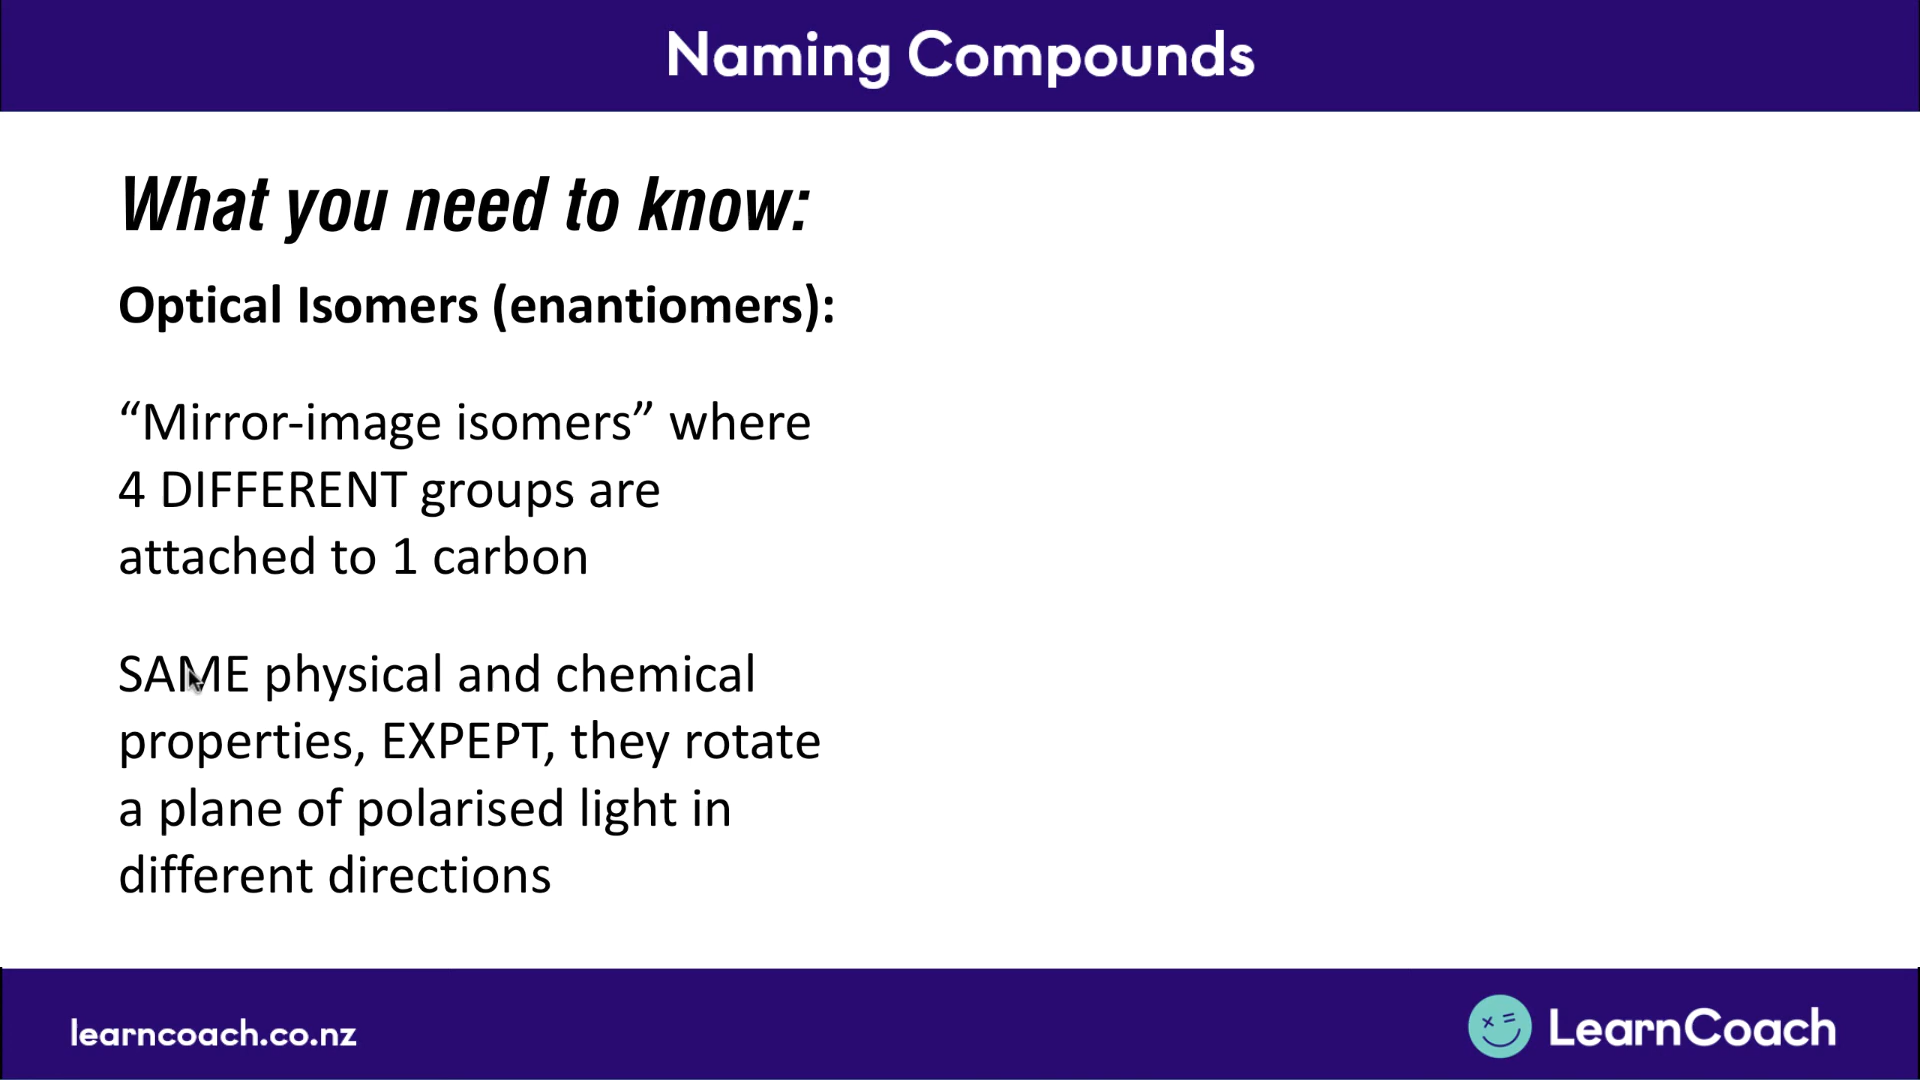 Naming Compounds
What you need to know:
Optical Isomers (enantiomers):
“Mirror-image isomers” where
4 DIFFERENT groups are
attached to 1 carbon
SAME physical and chemical
properties, EXPEPT, they rotate
a plane of polarised light in
different directions
learncoach.co.nz
LearnCoach